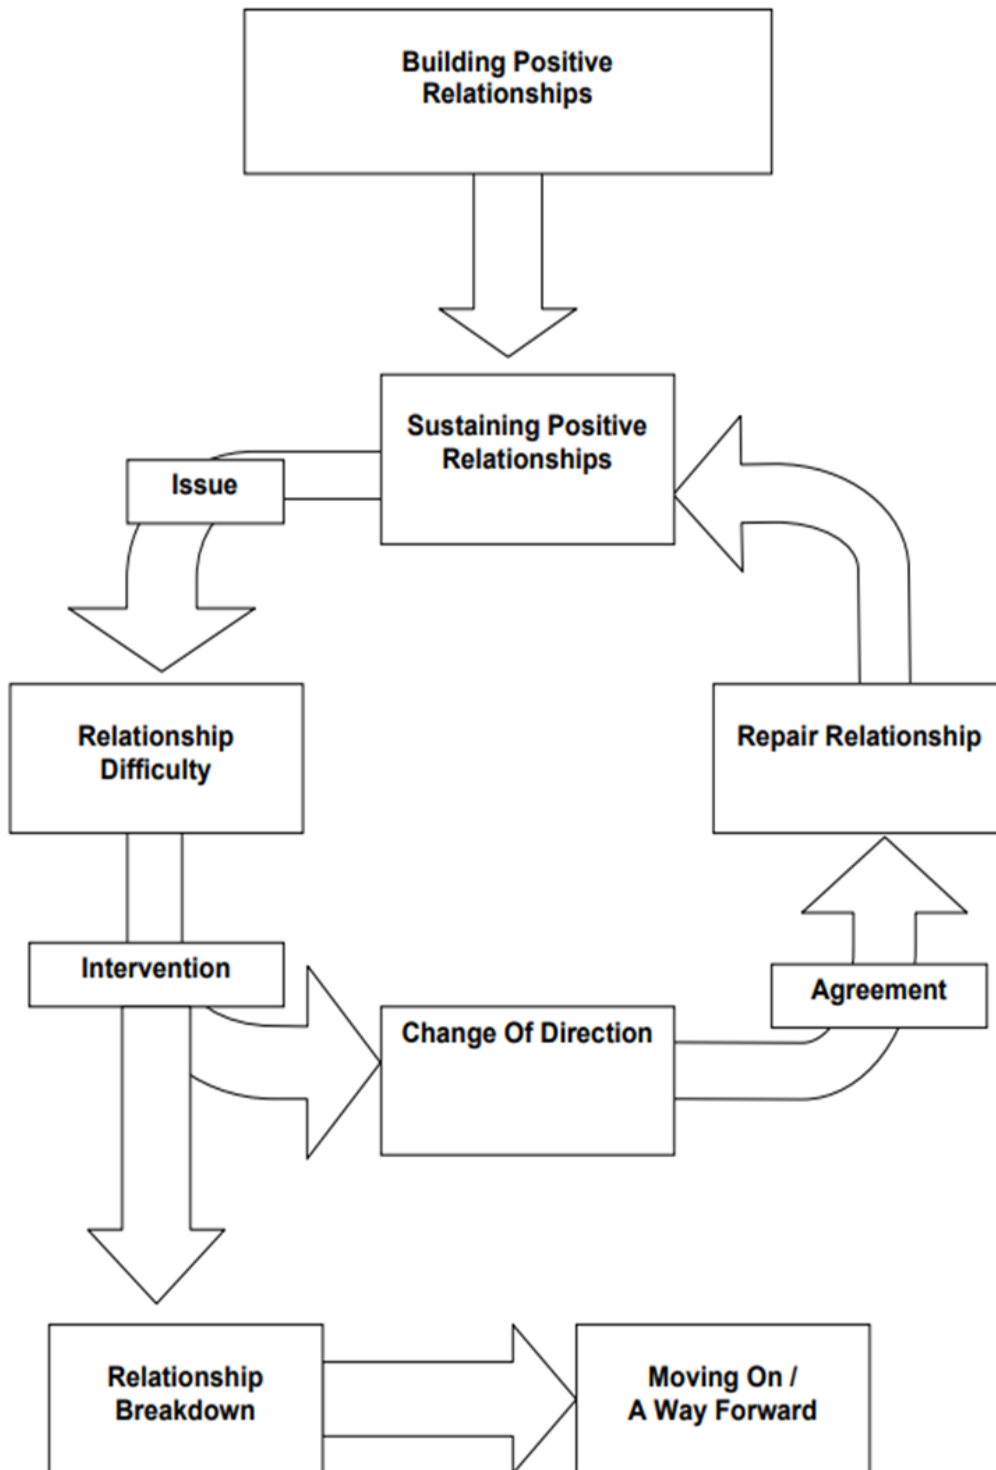 Building Positive
Relationships
Sustaining Positive
Relationships
Issue
Relationship
Difficulty
Repair Relationship
Intervention
Agreement
Change Of Direction
Relationship
Breakdown
Moving On /
A Way Forward